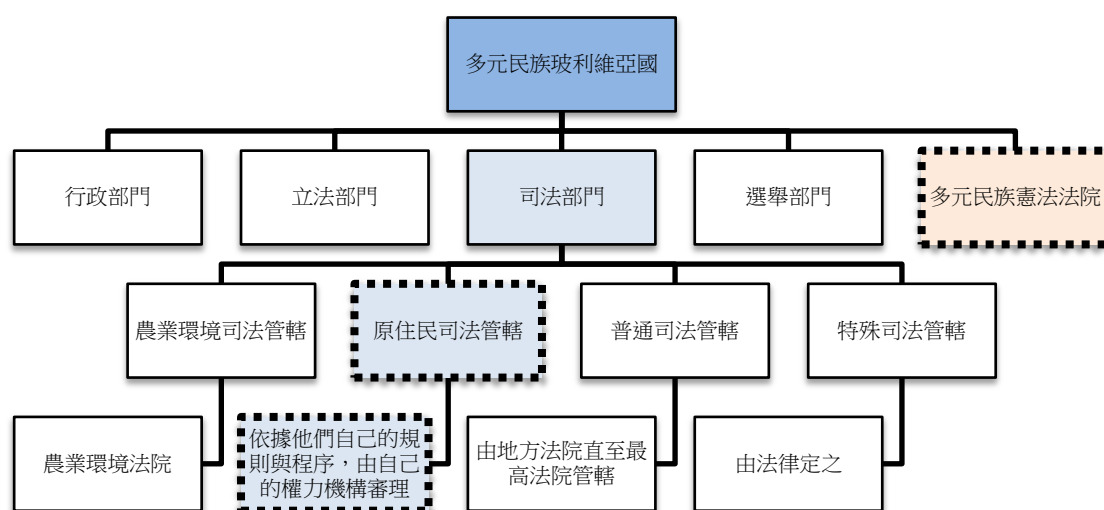 多元民族玻利維亞國
行政部門
立法部門
司法部門
選舉部門
多元民族憲法法院
農業環境司法管轄
原住民司法管轄
普通司法管轄
特殊司法管轄
農業環境法院
依據他們自己的規
則與程序，由自己
的權力機構審理
由地方法院直至最
高法院管轄
由法律定之